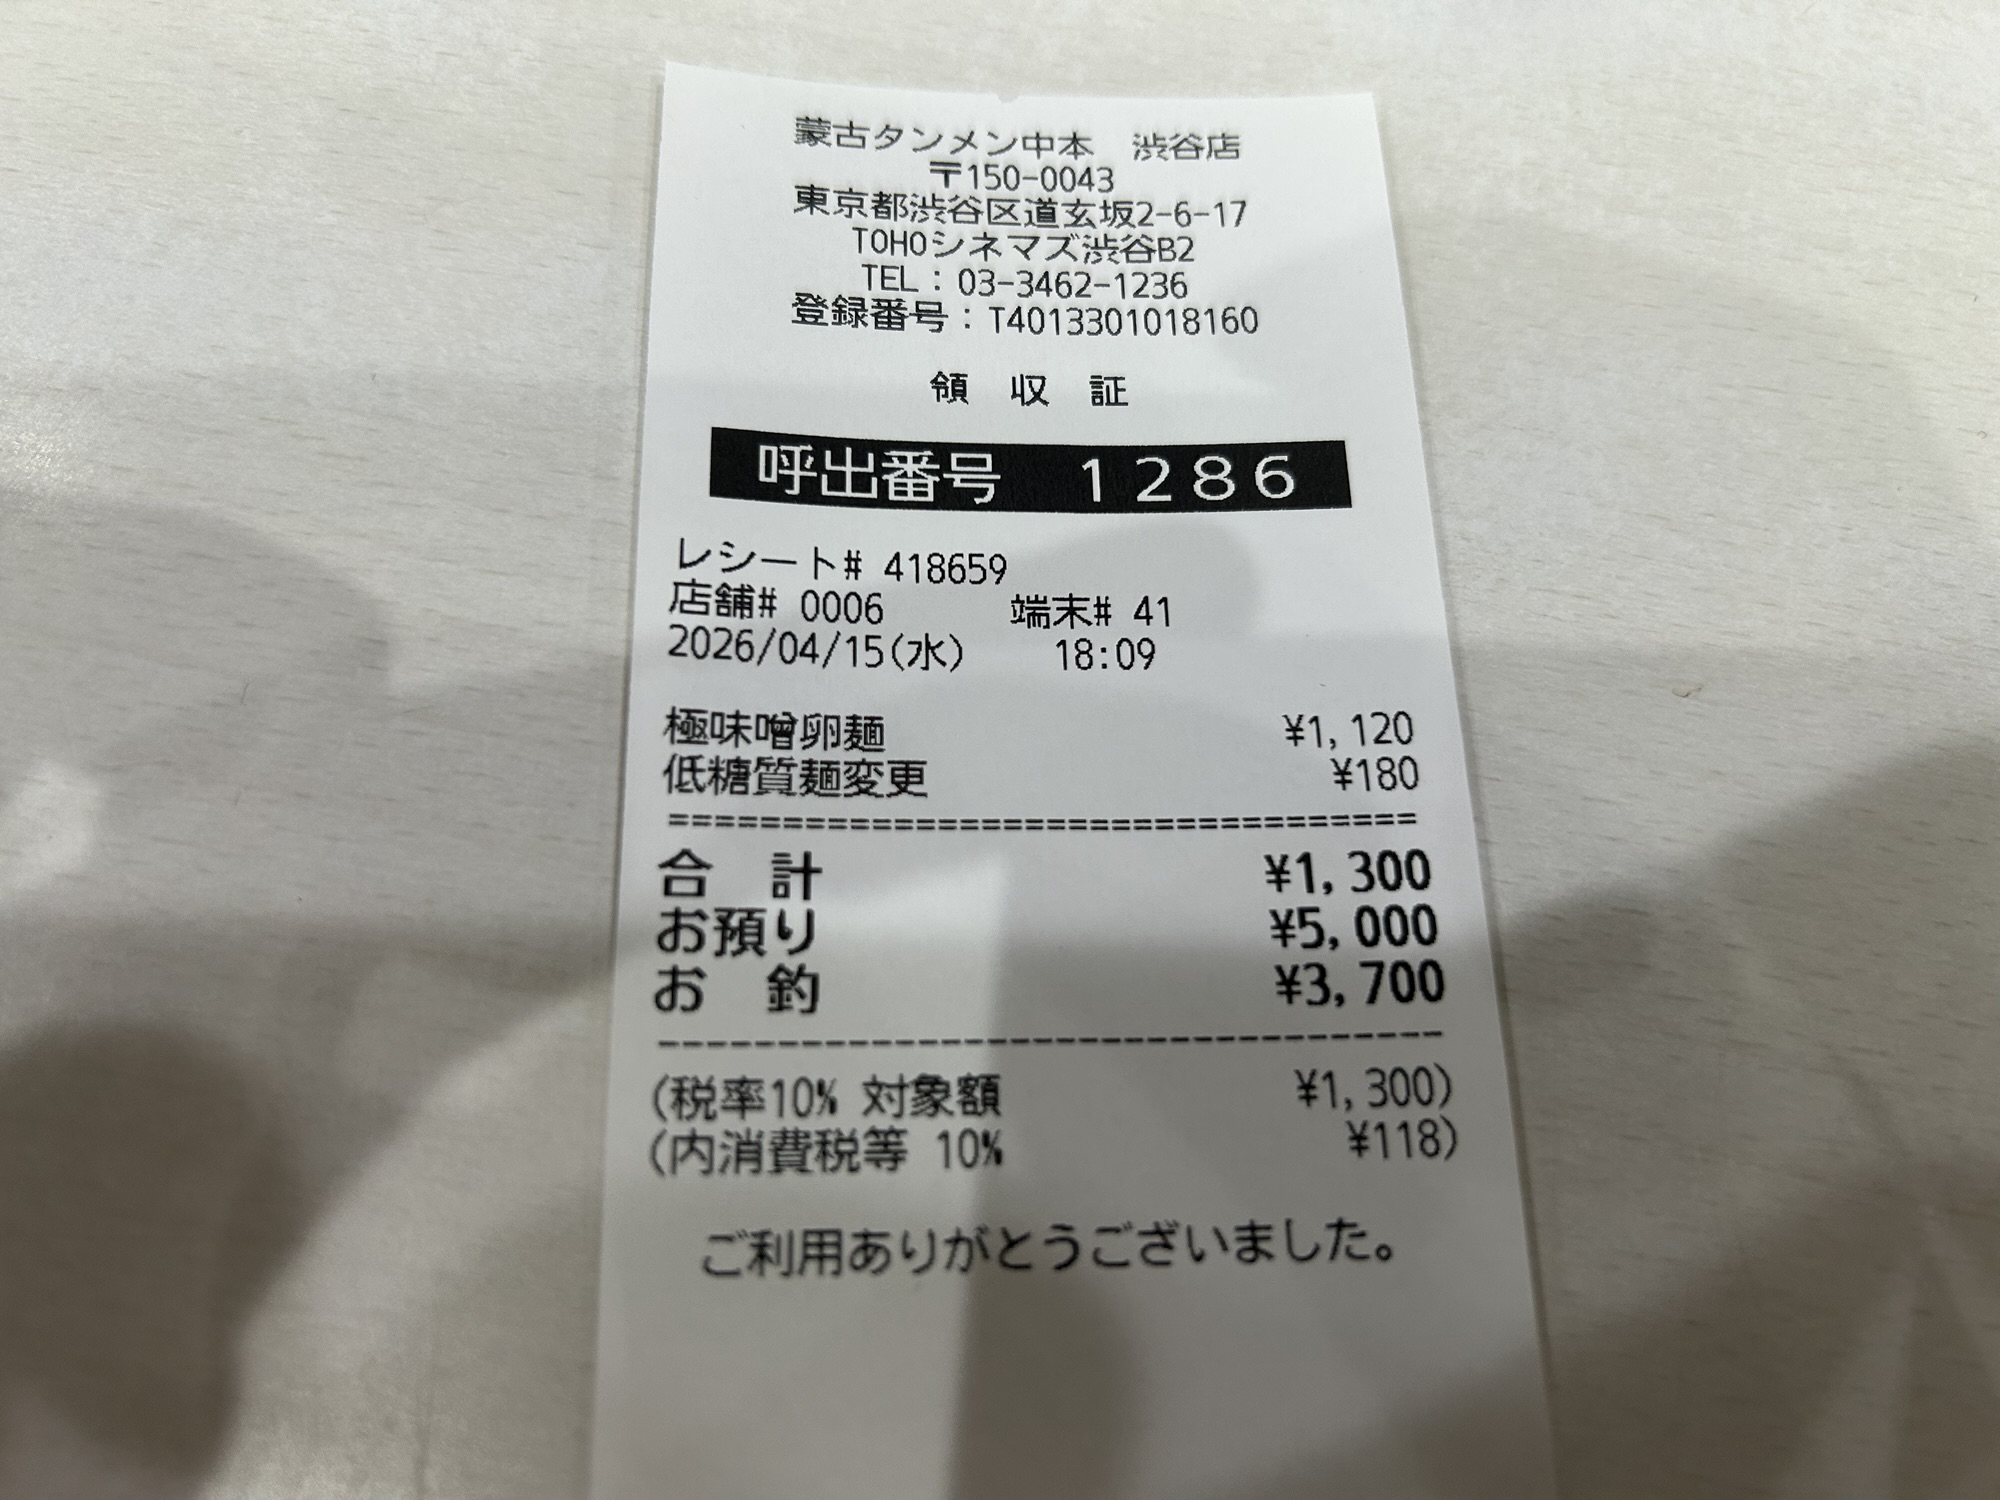 蒙古タンメン中本　渋谷店
〒150-0043
東京都渋谷区道玄坂2-6-17
TOHOシネマズ渋谷B2
TEL：03-3462-1236
登録番号：T4013301018160
領　収　証
呼出番号　1286
レシート# 418659
店舗# 0006　端末# 41
2026/04/15(水)　18:09
極味噌卵麺　¥1,120
低糖質麺変更　¥180
==================================
合　計　¥1,300
お預り　¥5,000
お　釣　¥3,700
----------------------------------
(税率10% 対象額　¥1,300)
(内消費税等 10%　¥118)
ご利用ありがとうございました。